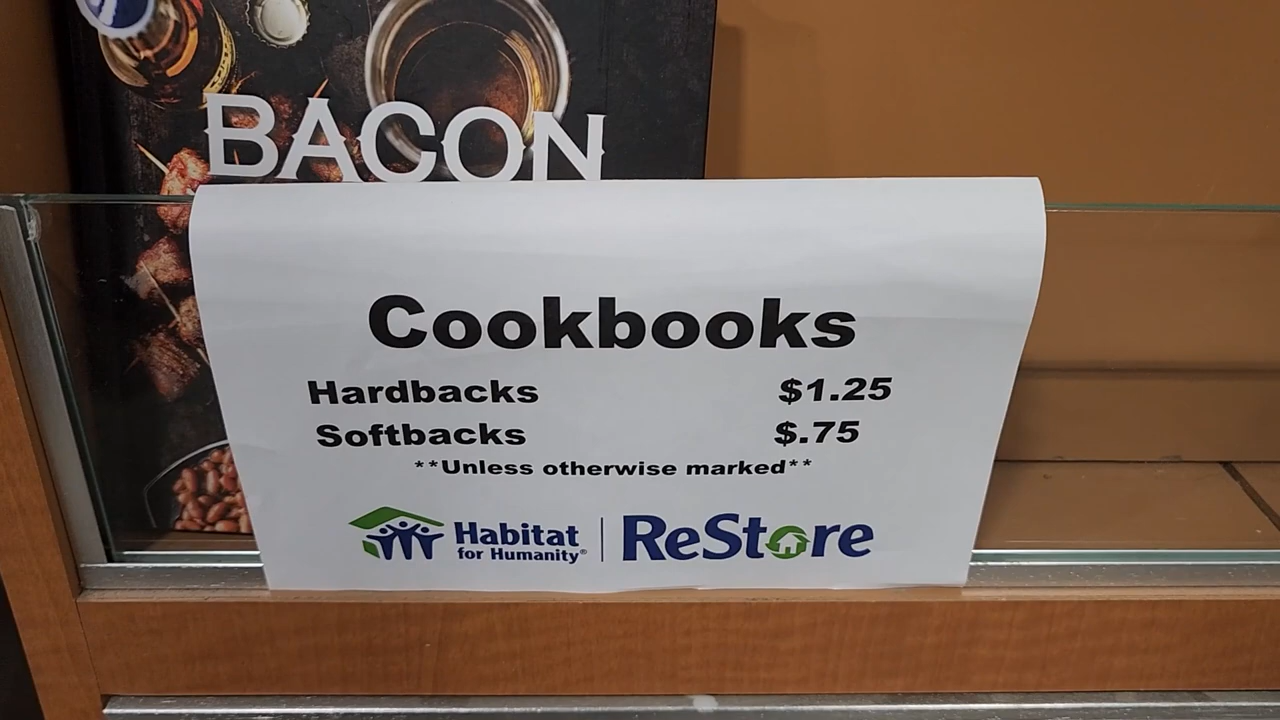 BACON
Cookbooks
Hardbacks $1.25
Softbacks $.75
**Unless otherwise marked**
Habitat
for Humanity®
ReStore